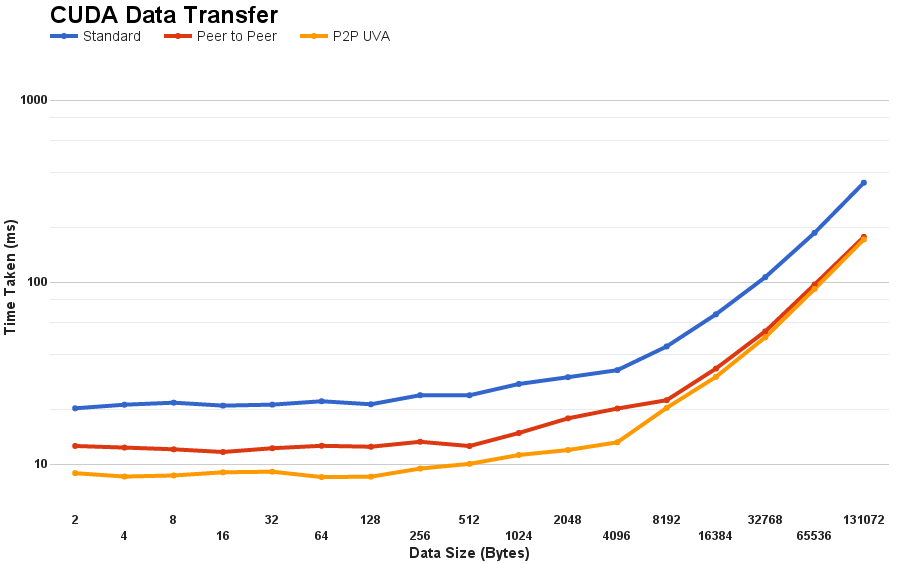 CUDA Data Transfer
Standard Peer to Peer P2P UVA
1000
100
10
Time Taken (ms)
2 8 32 128 512 2048 8192 32768 131072
4 16 64 256 1024 4096 16384 65536
Data Size (Bytes)